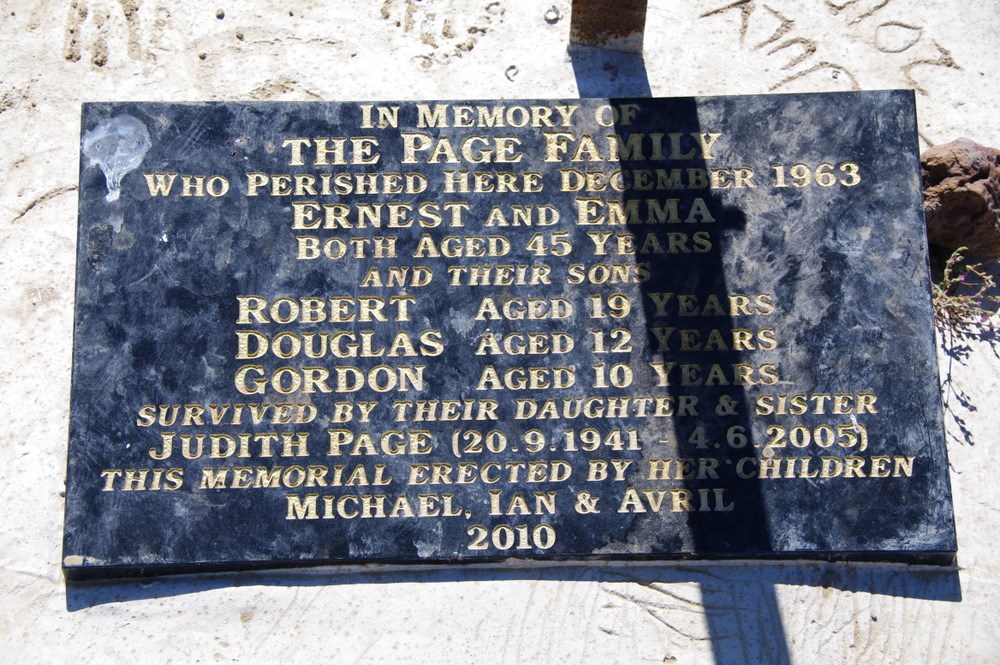 In Memory of
THE PAGE FAMILY
WHO PERISHED HERE DECEMBER 1963
ERNEST AND EMMA
BOTH AGED 45 YEARS
AND THEIR SONS
ROBERT AGED 19 YEARS
DOUGLAS AGED 12 YEARS
GORDON AGED 10 YEARS
SURVIVED BY THEIR DAUGHTER & SISTER
JUDITH PAGE (20.9.1941 - 4.6.2005)
THIS MEMORIAL ERECTED BY HER CHILDREN
MICHAEL, IAN & AVRIL
2010